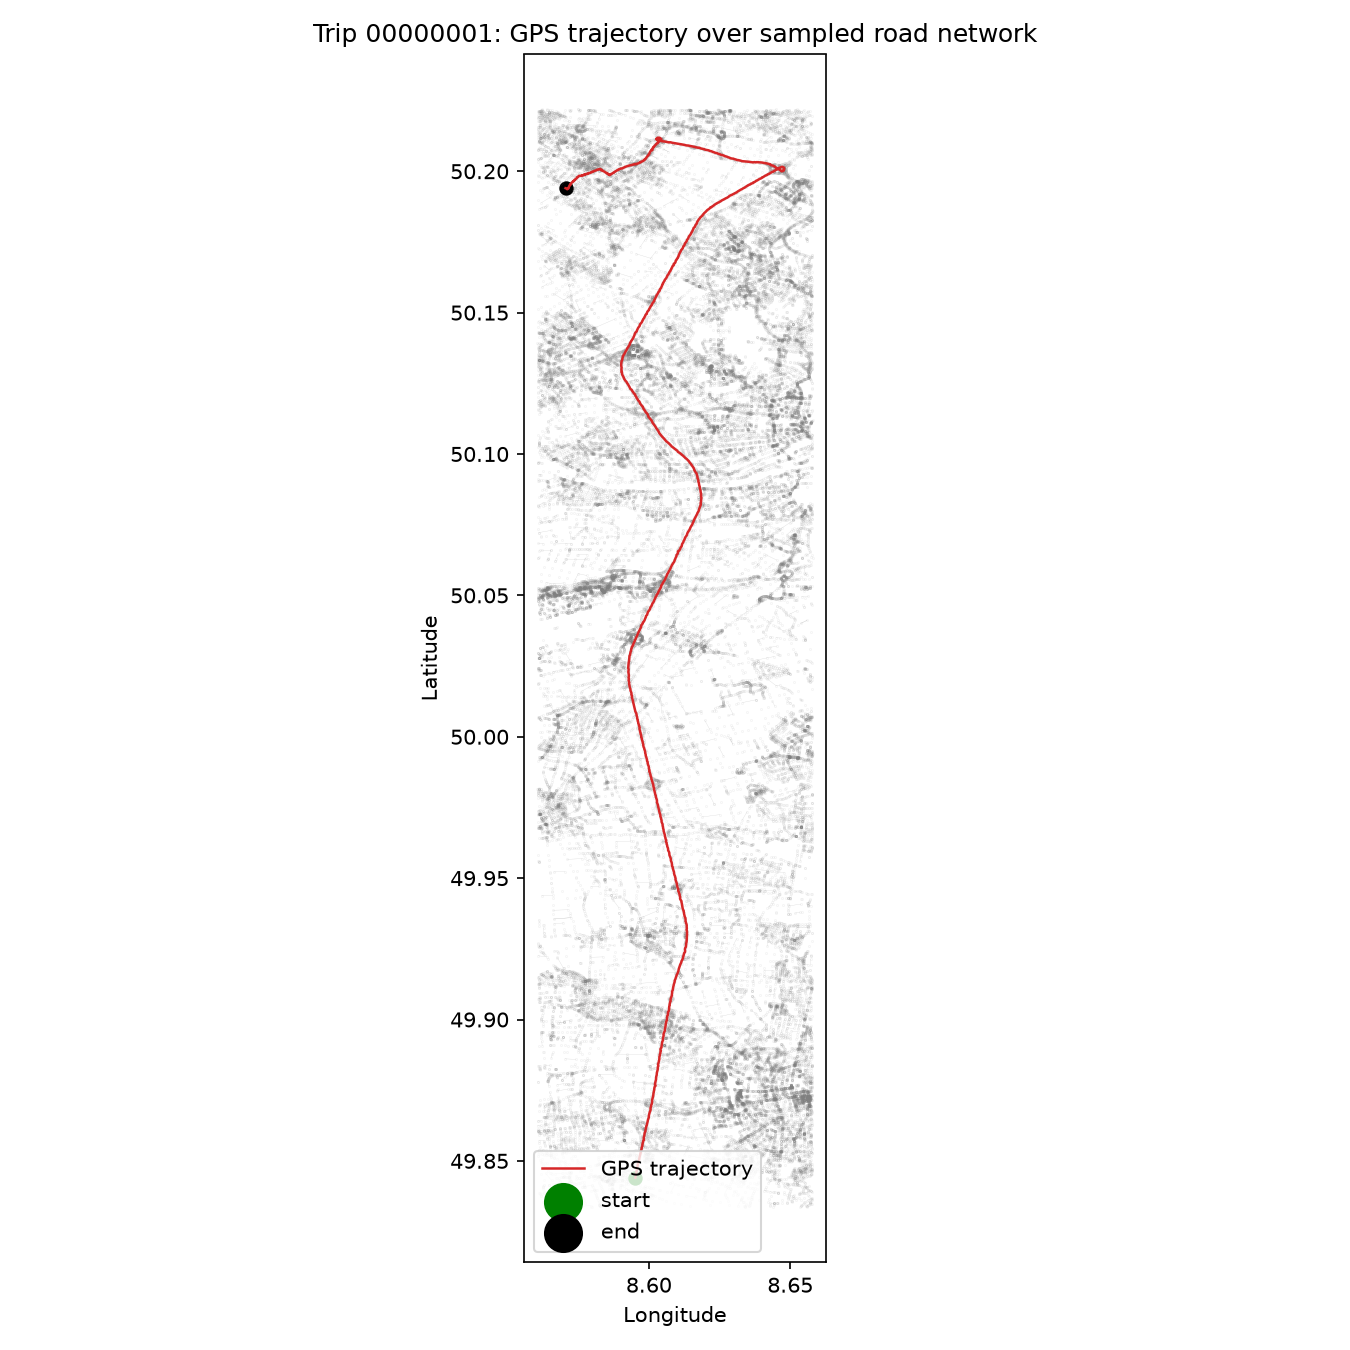 Trip 00000001: GPS trajectory over sampled road network
50.20
50.15
50.10
50.05
50.00
49.95
49.90
49.85
Latitude
GPS trajectory
start
end
8.60 8.65
Longitude